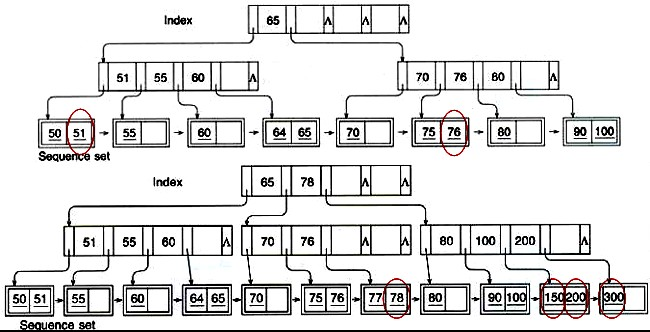 Index 65 Λ Λ Λ
51 55 60 Λ 70 76 80 Λ
50 51 55 60 64 65 70 75 76 80 90 100
Sequence set
Index 65 78 Λ Λ
51 55 60 Λ 70 76 Λ Λ 80 100 200 Λ
50 51 55 60 64 65 70 75 76 77 78 80 90 100 150 200 300
Sequence set